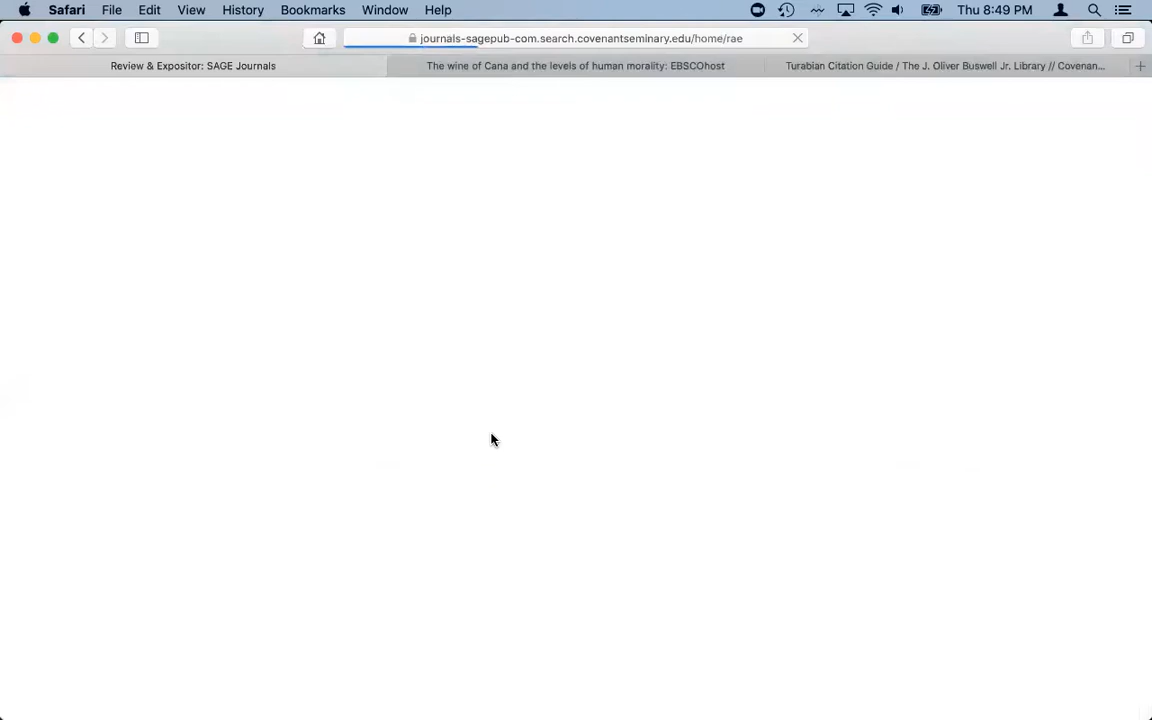 Safari File Edit View History Bookmarks Window Help Thu 8:49 PM
journals-sagepub-com.search.covenantseminary.edu/home/rae
Review & Expositor: SAGE Journals The wine of Cana and the levels of human morality: EBSCOhost Turabian Citation Guide / The J. Oliver Buswell Jr. Library // Covenan...